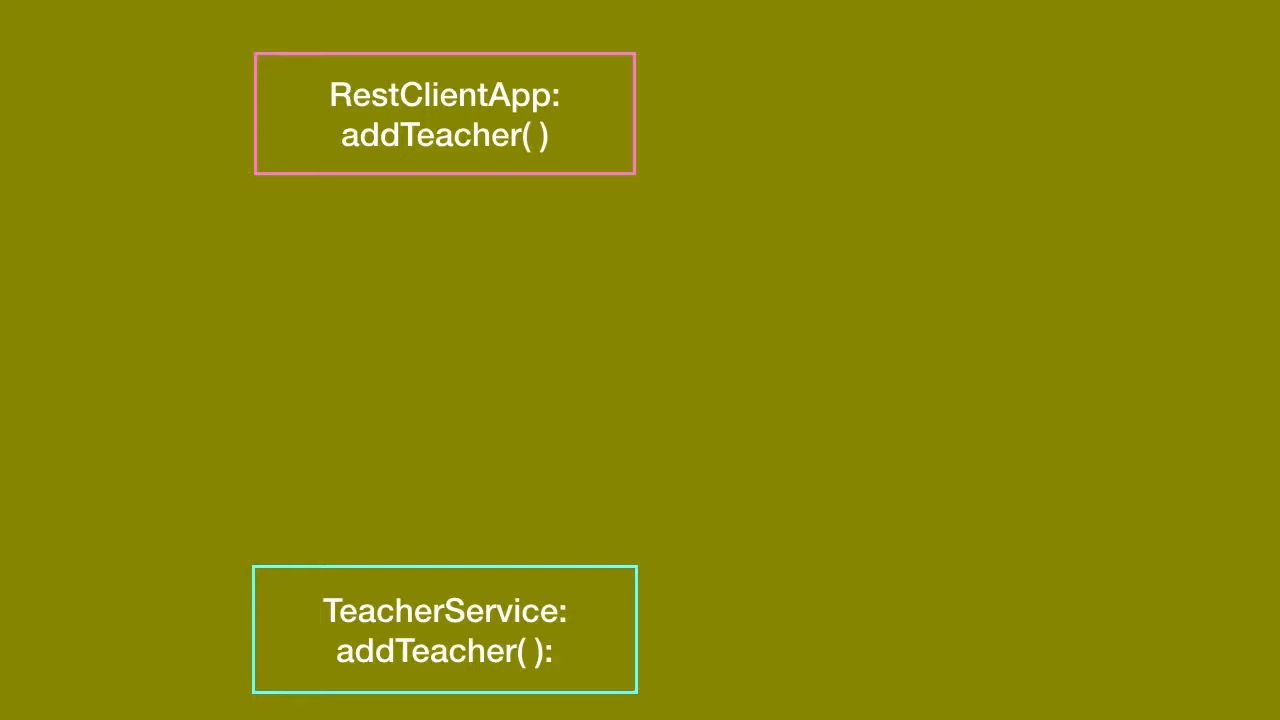 RestClientApp:
addTeacher( )
TeacherService:
addTeacher( ):